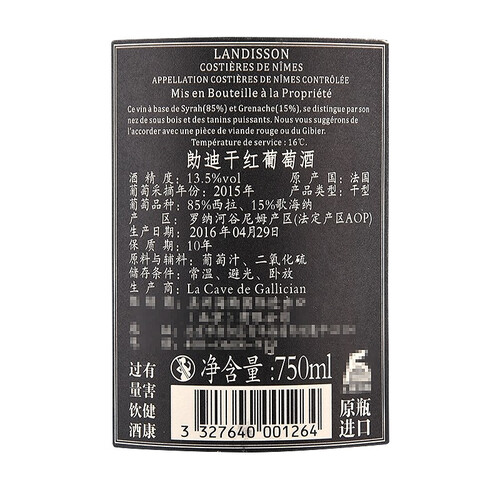 LANDISSON
COSTIÈRES DE NÎMES
APPELLATION COSTIÈRES DE NÎMES CONTRÔLÉE
Mis en Bouteille à la Propriété
Ce vin à base de Syrah(85%) et Grenache(15%), se distingue par son
nez de sous bois et des tanins puissants. Nous vous suggérons de
l'accorder avec une pièce de viande rouge ou du Gibier.
Température de service : 16℃.
助迪干红葡萄酒
酒精度：13.5%vol 原产国：法国
葡萄采摘年份：2015年 产品类型：干型
葡萄品种：85%西拉、15%歌海纳
产区：罗纳河谷尼姆产区(法定产区AOP)
生产日期：2016年04月29日
保质期：10年
原料与辅料：葡萄汁、二氧化硫
储存条件：常温、避光、卧放
生产商：La Cave de Gallician
净含量:750ml
过量饮酒 有害健康
3 327640 001264
原瓶
进口